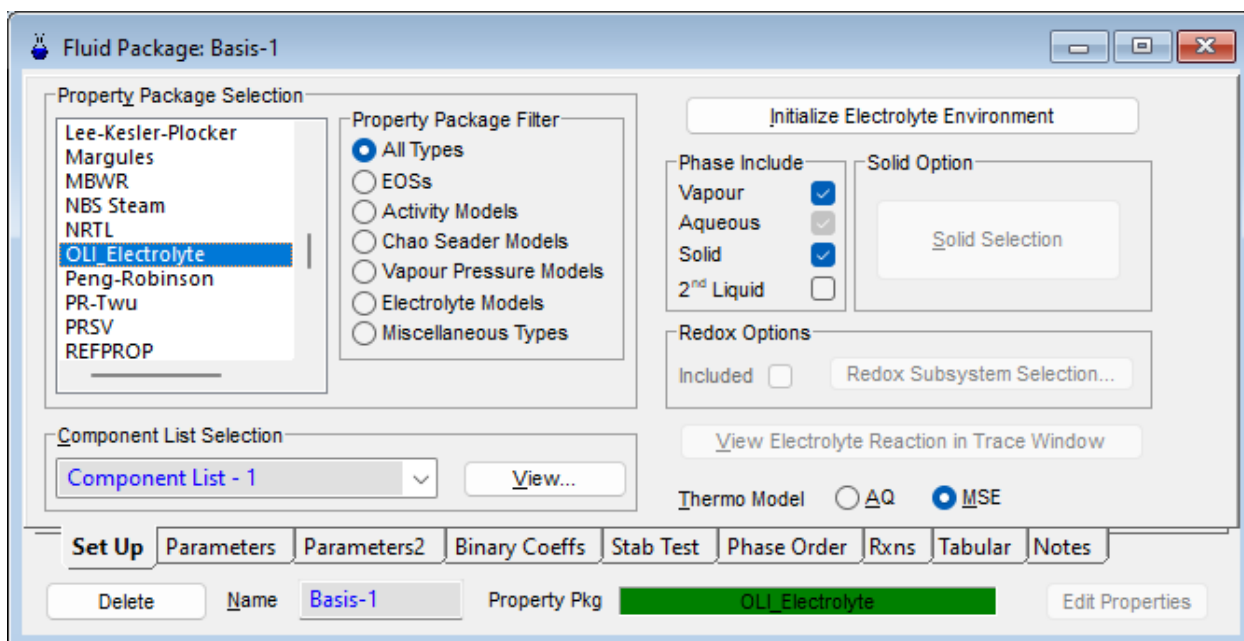 Fluid Package: Basis-1
Property Package Selection
Lee-Kesler-Plocker
Margules
MBWR
NBS Steam
NRTL
OLI_Electrolyte
Peng-Robinson
PR-Twu
PRSV
REFPROP
Property Package Filter
All Types
EOSs
Activity Models
Chao Seader Models
Vapour Pressure Models
Electrolyte Models
Miscellaneous Types
Initialize Electrolyte Environment
Phase Include
Vapour
Aqueous
Solid
2nd Liquid
Solid Option
Solid Selection
Redox Options
Included
Redox Subsystem Selection...
Component List Selection
Component List - 1
View...
View Electrolyte Reaction in Trace Window
Thermo Model AQ MSE
Set Up Parameters Parameters2 Binary Coeffs Stab Test Phase Order Rxns Tabular Notes
Delete Name Basis-1 Property Pkg OLI_Electrolyte Edit Properties